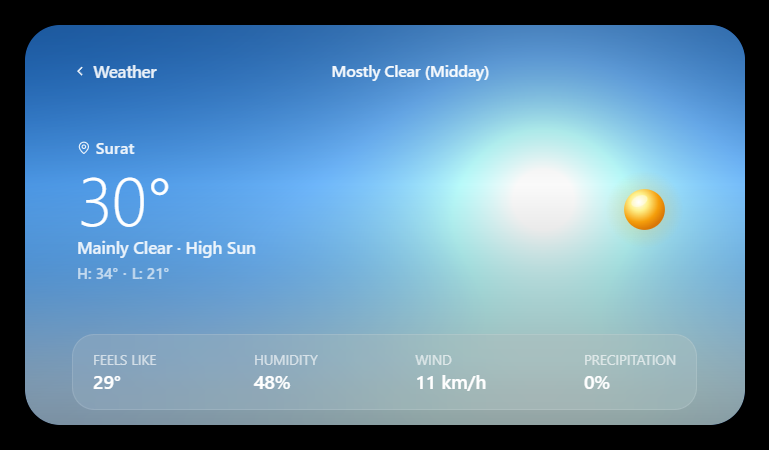 Weather
Mostly Clear (Midday)
Surat
30°
Mainly Clear · High Sun
H: 34° · L: 21°
FEELS LIKE
29°
HUMIDITY
48%
WIND
11 km/h
PRECIPITATION
0%